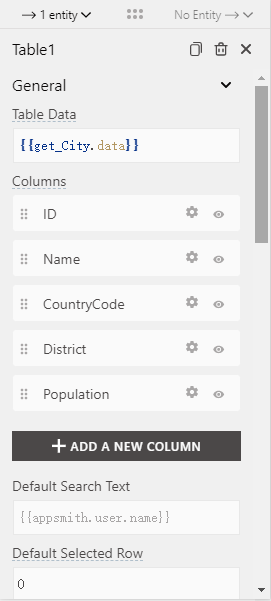 1 entity
No Entity
Table1
General
Table Data
{{get_City.data}}
Columns
ID
Name
CountryCode
District
Population
ADD A NEW COLUMN
Default Search Text
{{appsmith.user.name}}
Default Selected Row
0